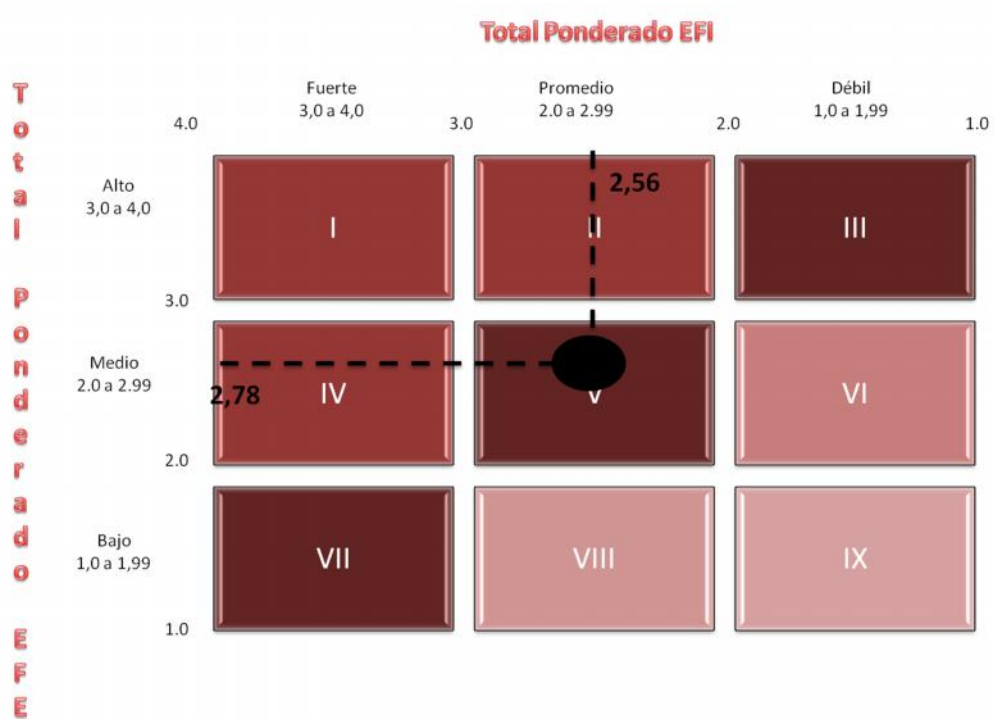 Total Ponderado EFI
Total Ponderado EFE
Fuerte
3,0 a 4,0
Promedio
2.0 a 2.99
Débil
1,0 a 1,99
4.0
3.0
2.0
1.0
Alto
3,0 a 4,0
I
II
2,56
III
3.0
Medio
2.0 a 2.99
2,78
IV
V
VI
2.0
Bajo
1,0 a 1,99
VII
VIII
IX
1.0